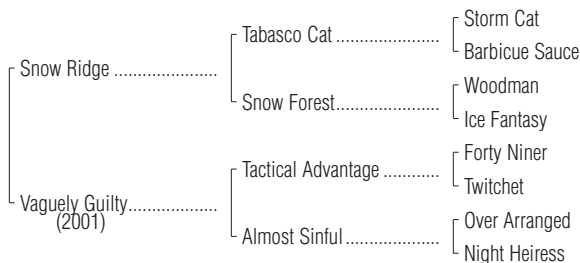 Storm Cat
Tabasco Cat ......................
Barbicue Sauce
Snow Ridge ......................
Woodman
Snow Forest......................
Ice Fantasy
Forty Niner
Tactical Advantage ............
Twitchet
Vaguely Guilty...................
(2001)
Over Arranged
Almost Sinful ....................
Night Heiress